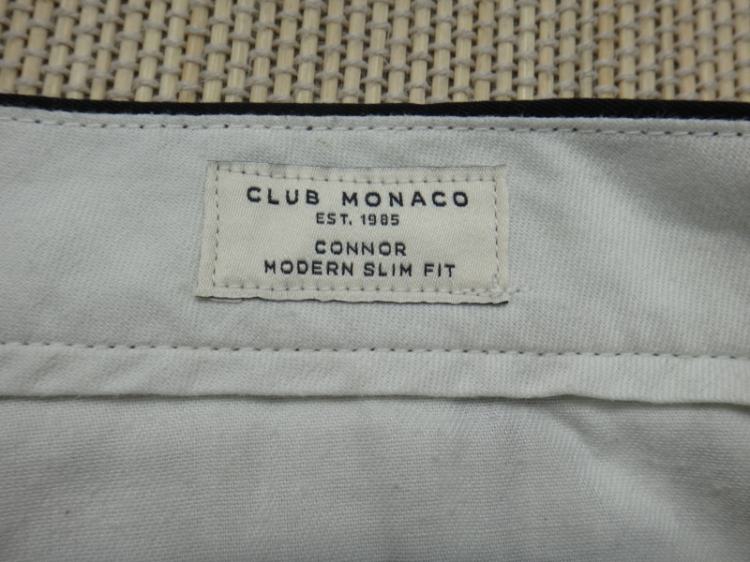 CLUB MONACO
EST. 1985
CONNOR
MODERN SLIM FIT